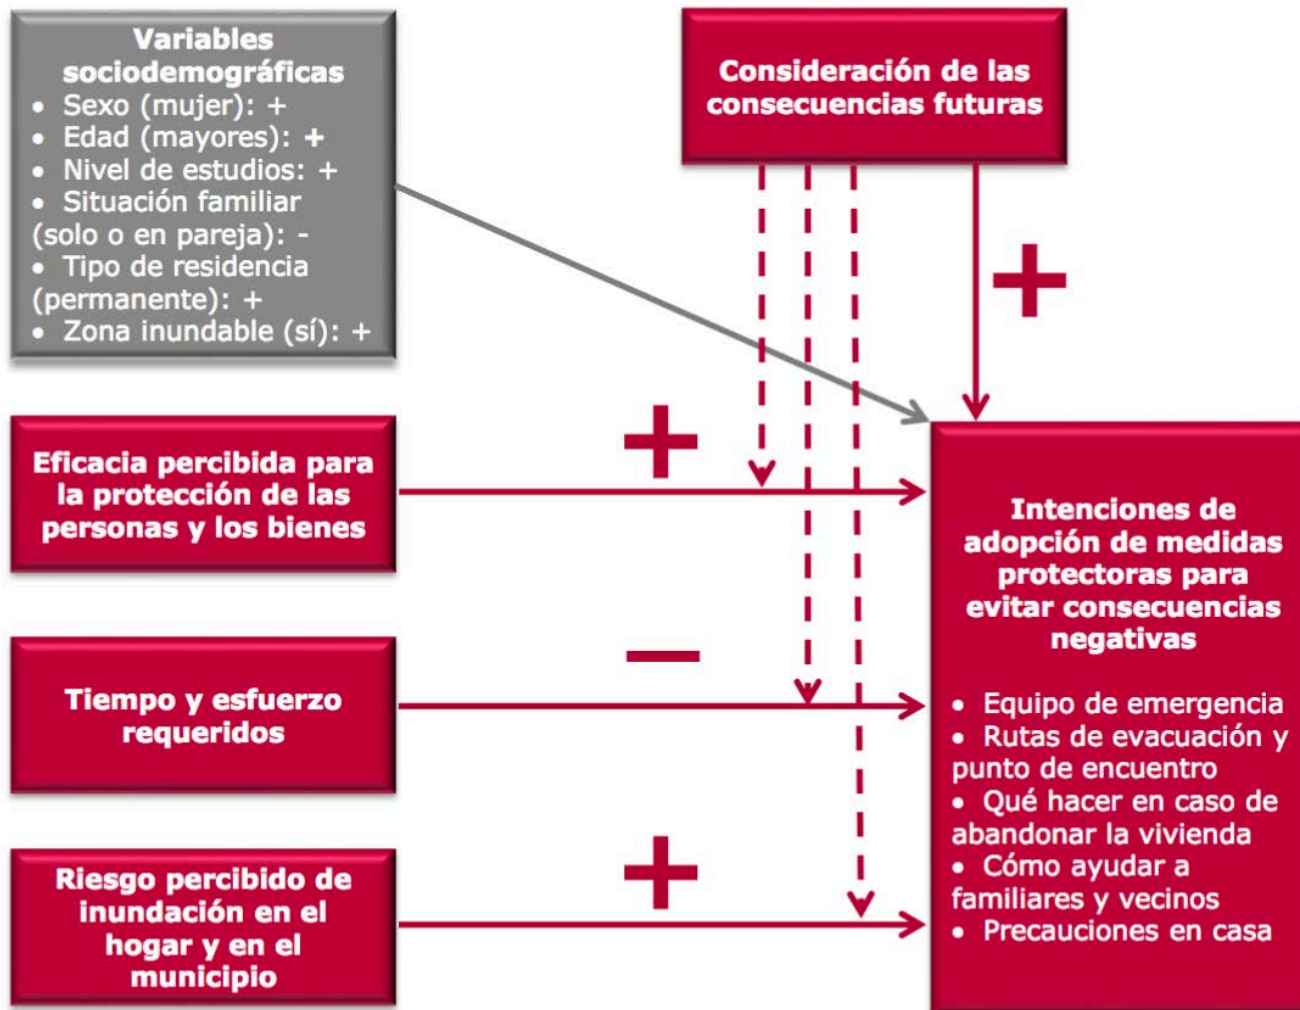 Variables
sociodemográficas
• Sexo (mujer): +
• Edad (mayores): +
• Nivel de estudios: +
• Situación familiar
(solo o en pareja): -
• Tipo de residencia
(permanente): +
• Zona inundable (sí): +
Consideración de las
consecuencias futuras
+
Eficacia percibida para
la protección de las
personas y los bienes
+
Tiempo y esfuerzo
requeridos
−
Riesgo percibido de
inundación en el
hogar y en el
municipio
+
Intenciones de
adopción de medidas
protectoras para
evitar consecuencias
negativas
• Equipo de emergencia
• Rutas de evacuación y
punto de encuentro
• Qué hacer en caso de
abandonar la vivienda
• Cómo ayudar a
familiares y vecinos
• Precauciones en casa